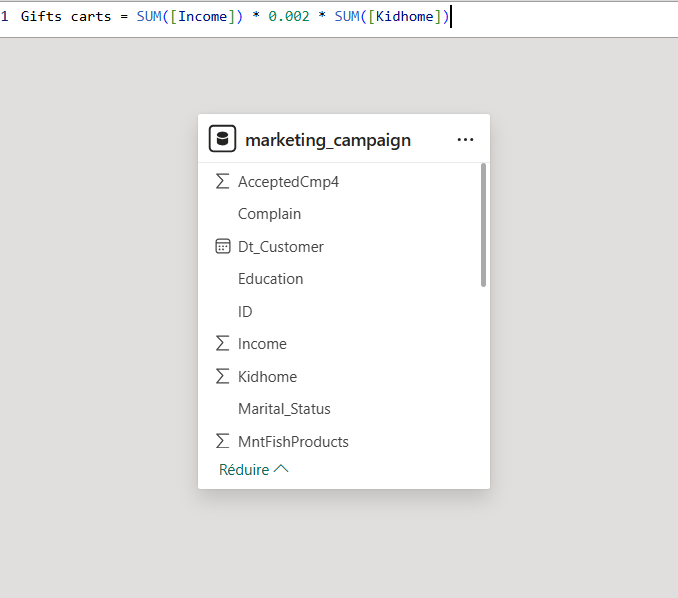 1 Gifts carts = SUM([Income]) * 0.002 * SUM([Kidhome])
marketing_campaign ...
AcceptedCmp4
Complain
Dt_Customer
Education
ID
Income
Kidhome
Marital_Status
MntFishProducts
Réduire